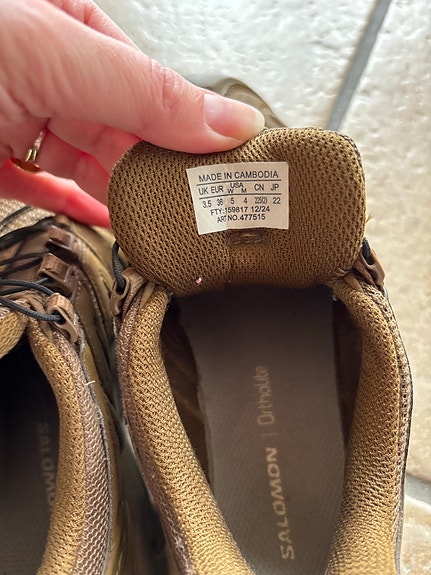 MADE IN CAMBODIA
UK EUR USA W M CN JP
3.5 36 5 4 225(2) 22
FTY:159817 12/24
ART NO.477515
SALOMON | Ortholite
SALOMON